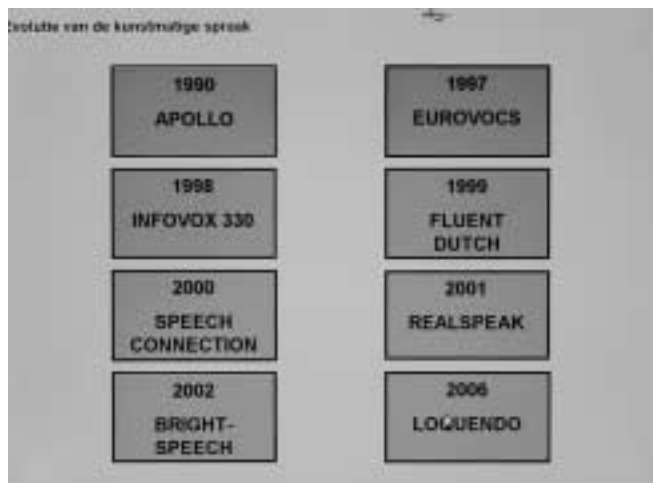 Evolutie van de kunstmatige spraak
1990
APOLLO
1997
EUROVOCS
1998
INFOVOX 330
1999
FLUENT
DUTCH
2000
SPEECH
CONNECTION
2001
REALSPEAK
2002
BRIGHT-
SPEECH
2006
LOQUENDO